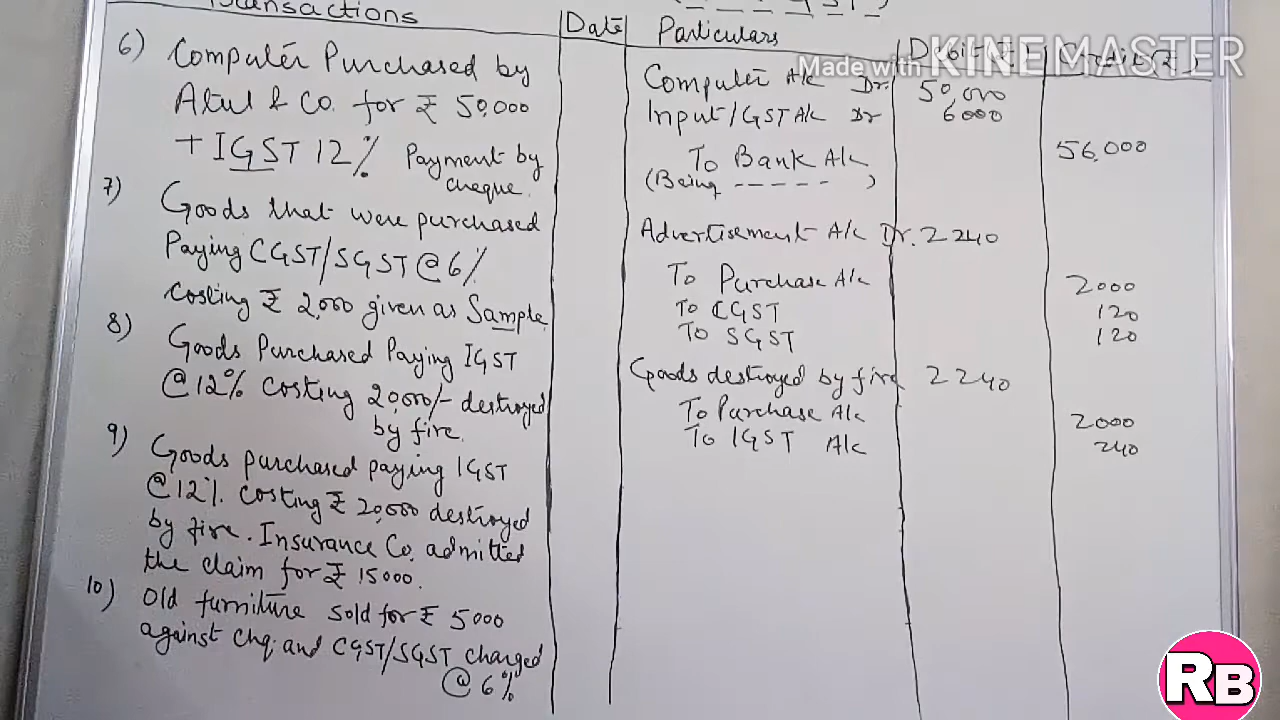 Transactions
Date
Particulars
Debit (₹)
Credit (₹)
Made with KINEMASTER
6) Computer Purchased by
Atul & Co. for ₹ 50,000
+ IGST 12% Payment by
cheque.
Computer A/c Dr. 50,000
Input IGST A/c Dr 6000
To Bank A/c 56,000
(Being ----- )
7) Goods that were purchased
Paying CGST/SGST @ 6%
Costing ₹ 2,000 given as Sample.
Advertisement A/c Dr. 2240
To Purchase A/c 2000
To CGST 120
To SGST 120
8) Goods Purchased Paying IGST
@ 12% Costing 20,000/- destroyed
by fire.
Goods destroyed by fire 2240
To Purchase A/c 2000
To IGST A/c 240
9) Goods purchased paying IGST
@ 12% Costing ₹ 20,000 destroyed
by fire. Insurance Co. admitted
the claim for ₹ 15000.
10) Old furniture sold for ₹ 5000
against chq. and CGST/SGST charged
@ 6%
RB